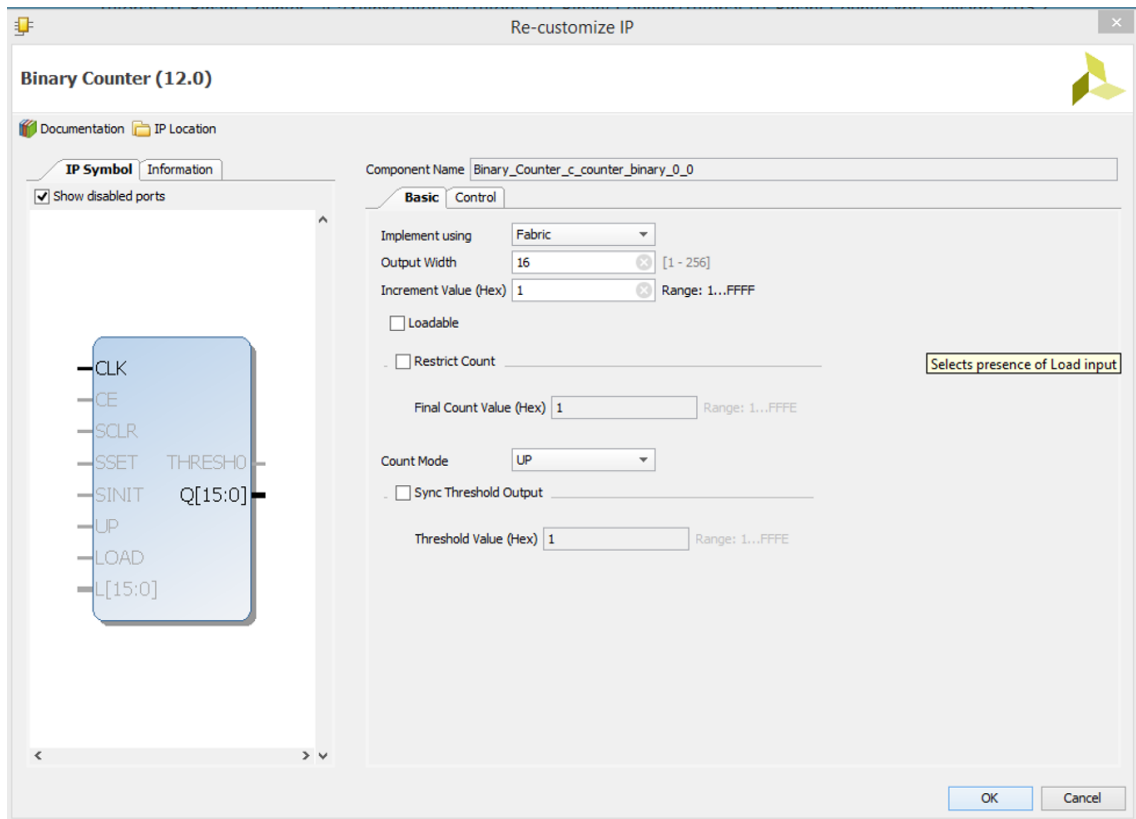 Re-customize IP
Binary Counter (12.0)
Documentation IP Location
IP Symbol Information
Show disabled ports
CLK
CE
SCLR
SSET THRESH0
SINIT Q[15:0]
UP
LOAD
L[15:0]
Component Name Binary_Counter_c_counter_binary_0_0
Basic Control
Implement using Fabric
Output Width 16 [1 - 256]
Increment Value (Hex) 1 Range: 1...FFFF
Loadable
Restrict Count
Selects presence of Load input
Final Count Value (Hex) 1 Range: 1...FFFE
Count Mode UP
Sync Threshold Output
Threshold Value (Hex) 1 Range: 1...FFFE
OK Cancel